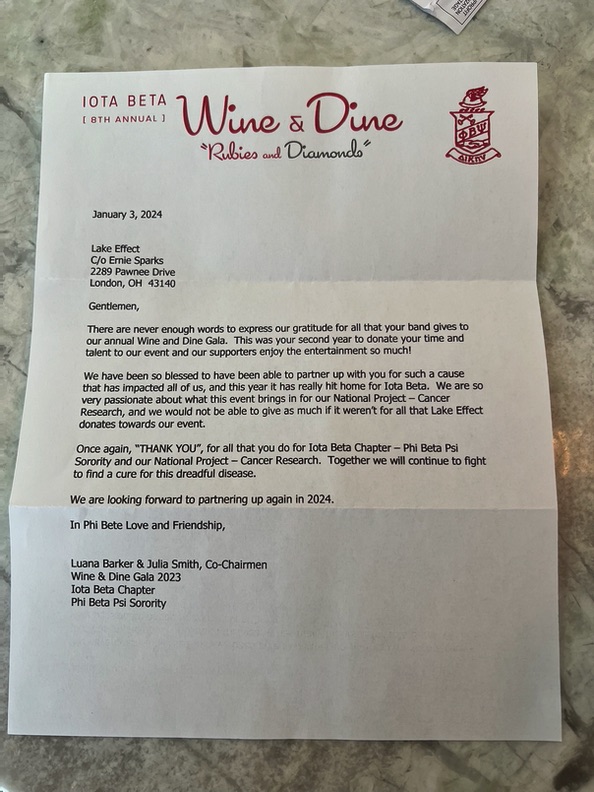 IOTA BETA
[ 8TH ANNUAL ]
Wine & Dine
"Rubies and Diamonds"
ΦΒΨ
January 3, 2024
Lake Effect
C/o Ernie Sparks
2289 Pawnee Drive
London, OH 43140
Gentlemen,
There are never enough words to express our gratitude for all that your band gives to
our annual Wine and Dine Gala. This was your second year to donate your time and
talent to our event and our supporters enjoy the entertainment so much!
We have been so blessed to have been able to partner up with you for such a cause
that has impacted all of us, and this year it has really hit home for Iota Beta. We are so
very passionate about what this event brings in for our National Project – Cancer
Research, and we would not be able to give as much if it weren't for all that Lake Effect
donates towards our event.
Once again, "THANK YOU", for all that you do for Iota Beta Chapter – Phi Beta Psi
Sorority and our National Project – Cancer Research. Together we will continue to fight
to find a cure for this dreadful disease.
We are looking forward to partnering up again in 2024.
In Phi Bete Love and Friendship,
Luana Barker & Julia Smith, Co-Chairmen
Wine & Dine Gala 2023
Iota Beta Chapter
Phi Beta Psi Sorority